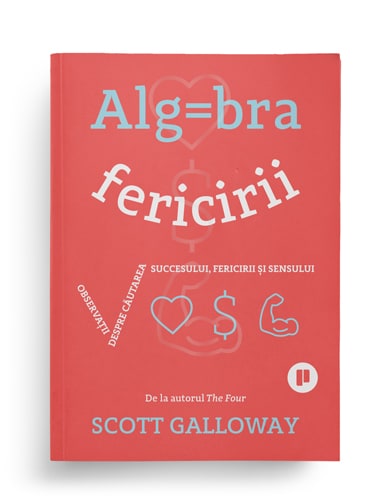 Alg=bra
fericirii
OBSERVAȚII
DESPRE CĂUTAREA
SUCCESULUI, FERICIRII ȘI SENSULUI
De la autorul The Four
SCOTT GALLOWAY